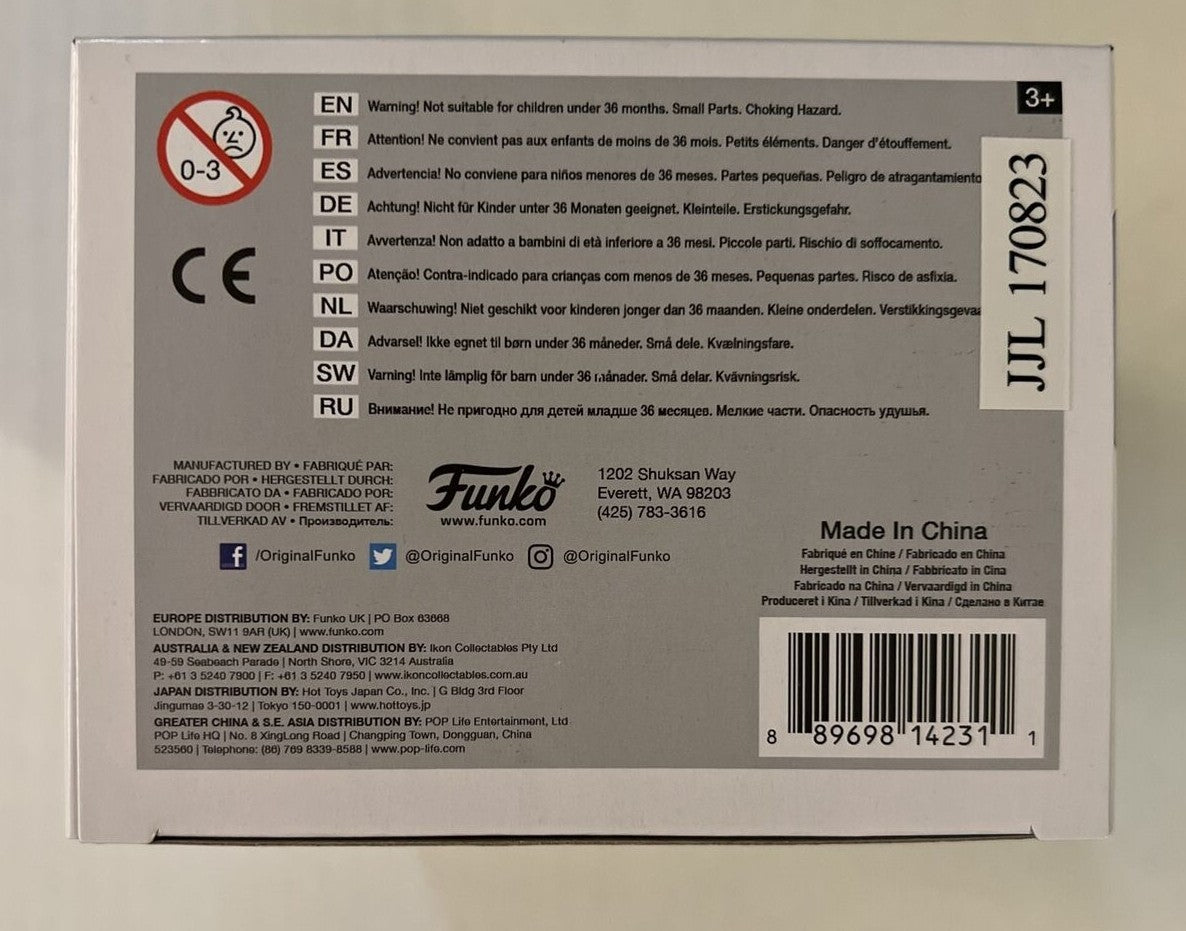 0-3
EN Warning! Not suitable for children under 36 months. Small Parts. Choking Hazard.
FR Attention! Ne convient pas aux enfants de moins de 36 mois. Petits éléments. Danger d'étouffement.
ES Advertencia! No conviene para niños menores de 36 meses. Partes pequeñas. Peligro de atragantamiento
DE Achtung! Nicht für Kinder unter 36 Monaten geeignet. Kleinteile. Erstickungsgefahr.
IT Avvertenza! Non adatto a bambini di età inferiore a 36 mesi. Piccole parti. Rischio di soffocamento.
PO Atenção! Contra-indicado para crianças com menos de 36 meses. Pequenas partes. Risco de asfixia.
NL Waarschuwing! Niet geschikt voor kinderen jonger dan 36 maanden. Kleine onderdelen. Verstikkingsgevaa
DA Advarsel! Ikke egnet til børn under 36 måneder. Små dele. Kvælningsfare.
SW Varning! Inte lämplig för barn under 36 månader. Små delar. Kvävningsrisk.
RU Внимание! Не пригодно для детей младше 36 месяцев. Мелкие части. Опасность удушья.
3+
JJL 170823
CE
MANUFACTURED BY • FABRIQUÉ PAR:
FABRICADO POR • HERGESTELLT DURCH:
FABBRICATO DA • FABRICADO POR:
VERVAARDIGD DOOR • FREMSTILLET AF:
TILLVERKAD AV • Производитель:
Funko
www.funko.com
1202 Shuksan Way
Everett, WA 98203
(425) 783-3616
f /OriginalFunko @OriginalFunko @OriginalFunko
Made In China
Fabriqué en Chine / Fabricado en China
Hergestellt in China / Fabbricato in Cina
Fabricado na China / Vervaardigd in China
Produceret i Kina / Tillverkad i Kina / Сделано в Китае
EUROPE DISTRIBUTION BY: Funko UK | PO Box 63668
LONDON, SW11 9AR (UK) | www.funko.com
AUSTRALIA & NEW ZEALAND DISTRIBUTION BY: Ikon Collectables Pty Ltd
49-59 Seabeach Parade | North Shore, VIC 3214 Australia
P: +61 3 5240 7900 | F: +61 3 5240 7950 | www.ikoncollectables.com.au
JAPAN DISTRIBUTION BY: Hot Toys Japan Co., Inc. | G Bldg 3rd Floor
Jingumae 3-30-12 | Tokyo 150-0001 | www.hottoys.jp
GREATER CHINA & S.E. ASIA DISTRIBUTION BY: POP Life Entertainment, Ltd
POP Life HQ | No. 8 XingLong Road | Changping Town, Dongguan, China
523560 | Telephone: (86) 769 8339-8588 | www.pop-life.com
8 89698 14231 1